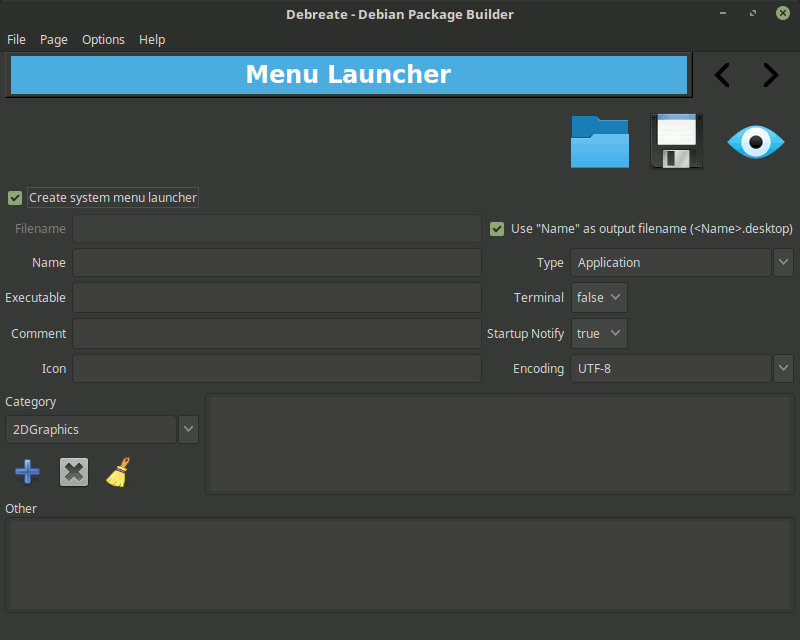 Debreate - Debian Package Builder
File Page Options Help
Menu Launcher
Create system menu launcher
Filename
Use "Name" as output filename (<Name>.desktop)
Name
Type Application
Executable
Terminal false
Comment
Startup Notify true
Icon
Encoding UTF-8
Category
2DGraphics
Other